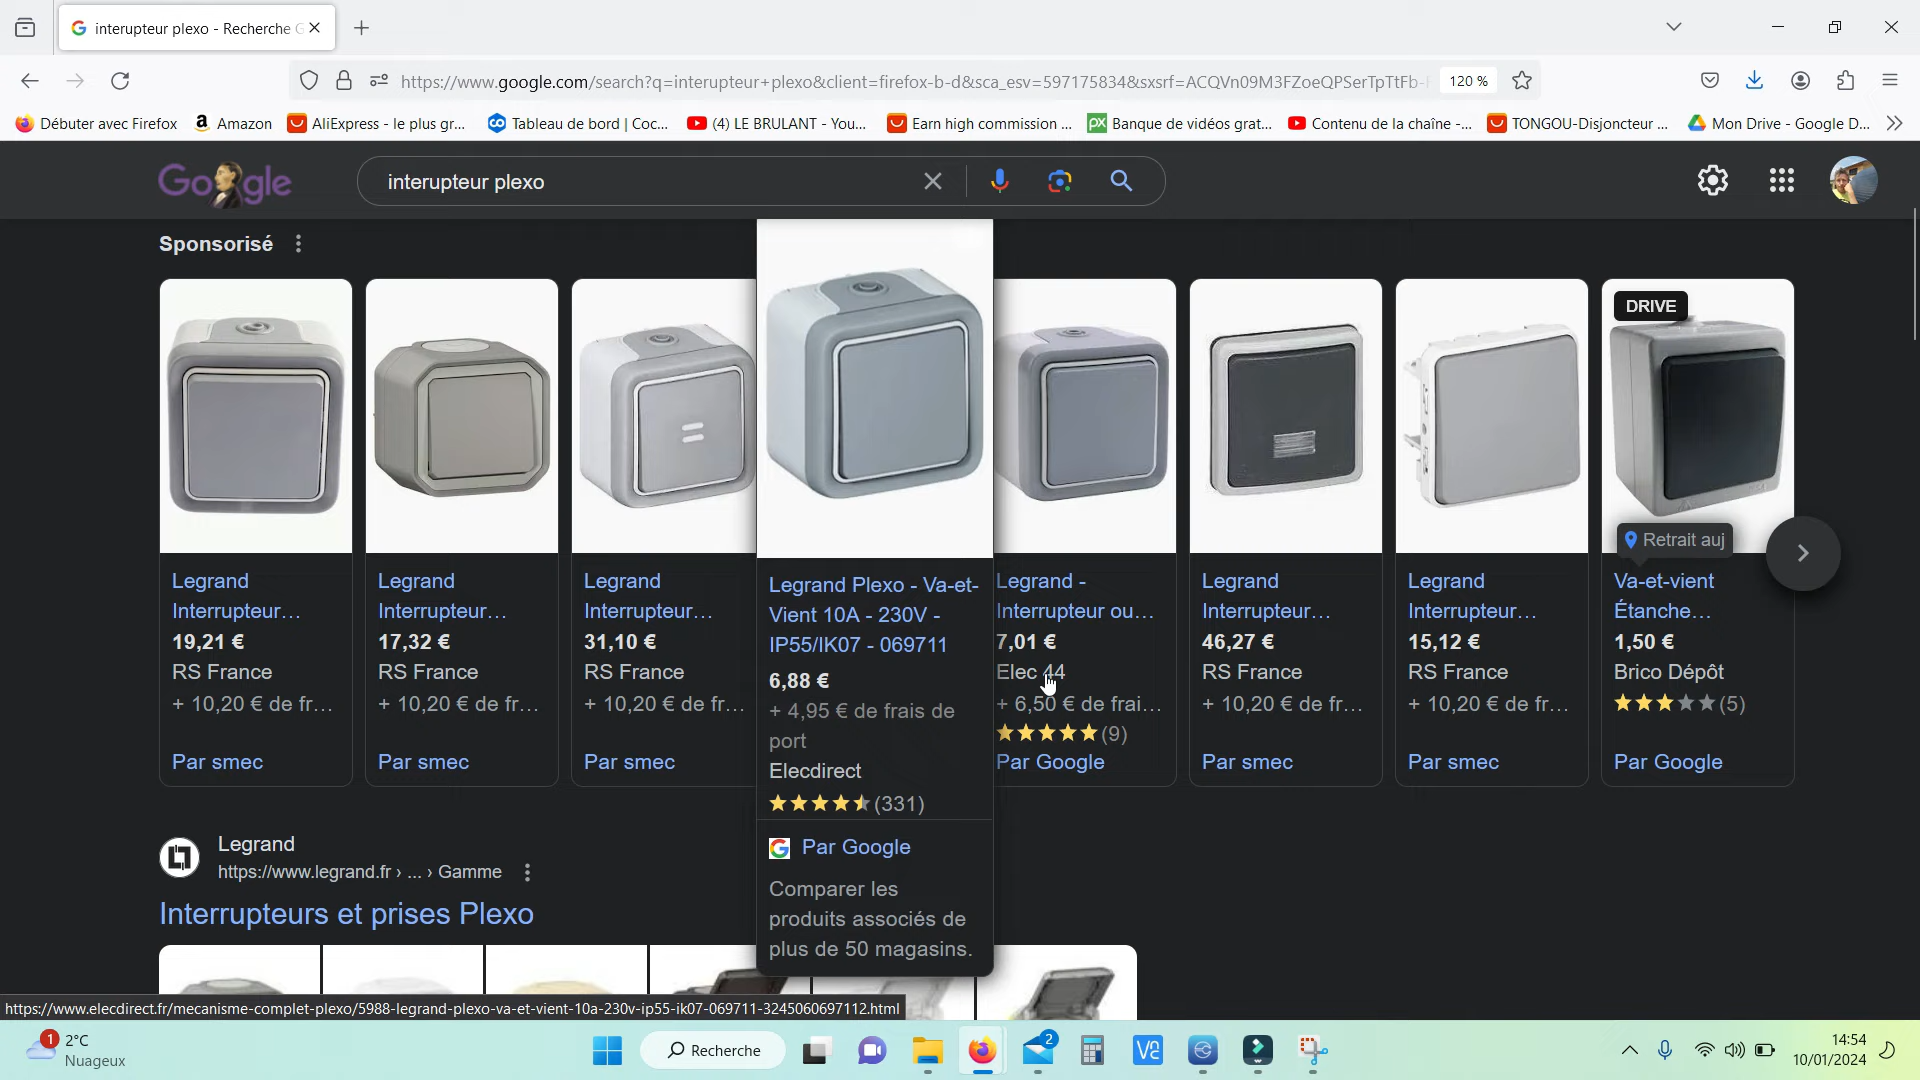 interupteur plexo - Recherche G
https://www.google.com/search?q=interupteur+plexo&client=firefox-b-d&sca_esv=597175834&sxsrf=ACQVn09M3FZoeQPSerTpTtFb-
120 %
Débuter avec Firefox
Amazon
AliExpress - le plus gr...
Tableau de bord | Coc...
(4) LE BRULANT - You...
Earn high commission ...
Banque de vidéos grat...
Contenu de la chaîne -...
TONGOU-Disjoncteur ...
Mon Drive - Google D...
Google
interupteur plexo
Sponsorisé
DRIVE
Retrait auj
Legrand
Interrupteur...
19,21 €
RS France
+ 10,20 € de fr...
Par smec
Legrand
Interrupteur...
17,32 €
RS France
+ 10,20 € de fr...
Par smec
Legrand
Interrupteur...
31,10 €
RS France
+ 10,20 € de fr...
Par smec
Legrand Plexo - Va-et-
Vient 10A - 230V -
IP55/IK07 - 069711
6,88 €
+ 4,95 € de frais de
port
Elecdirect
(331)
Par Google
Comparer les
produits associés de
plus de 50 magasins.
Legrand -
Interrupteur ou...
7,01 €
Elec 44
+ 6,50 € de frai...
(9)
Par Google
Legrand
Interrupteur...
46,27 €
RS France
+ 10,20 € de fr...
Par smec
Legrand
Interrupteur...
15,12 €
RS France
+ 10,20 € de fr...
Par smec
Va-et-vient
Étanche...
1,50 €
Brico Dépôt
(5)
Par Google
Legrand
https://www.legrand.fr › ... › Gamme
Interrupteurs et prises Plexo
https://www.elecdirect.fr/mecanisme-complet-plexo/5988-legrand-plexo-va-et-vient-10a-230v-ip55-ik07-069711-3245060697112.html
1
2°C
Nuageux
Recherche
2
14:54
10/01/2024